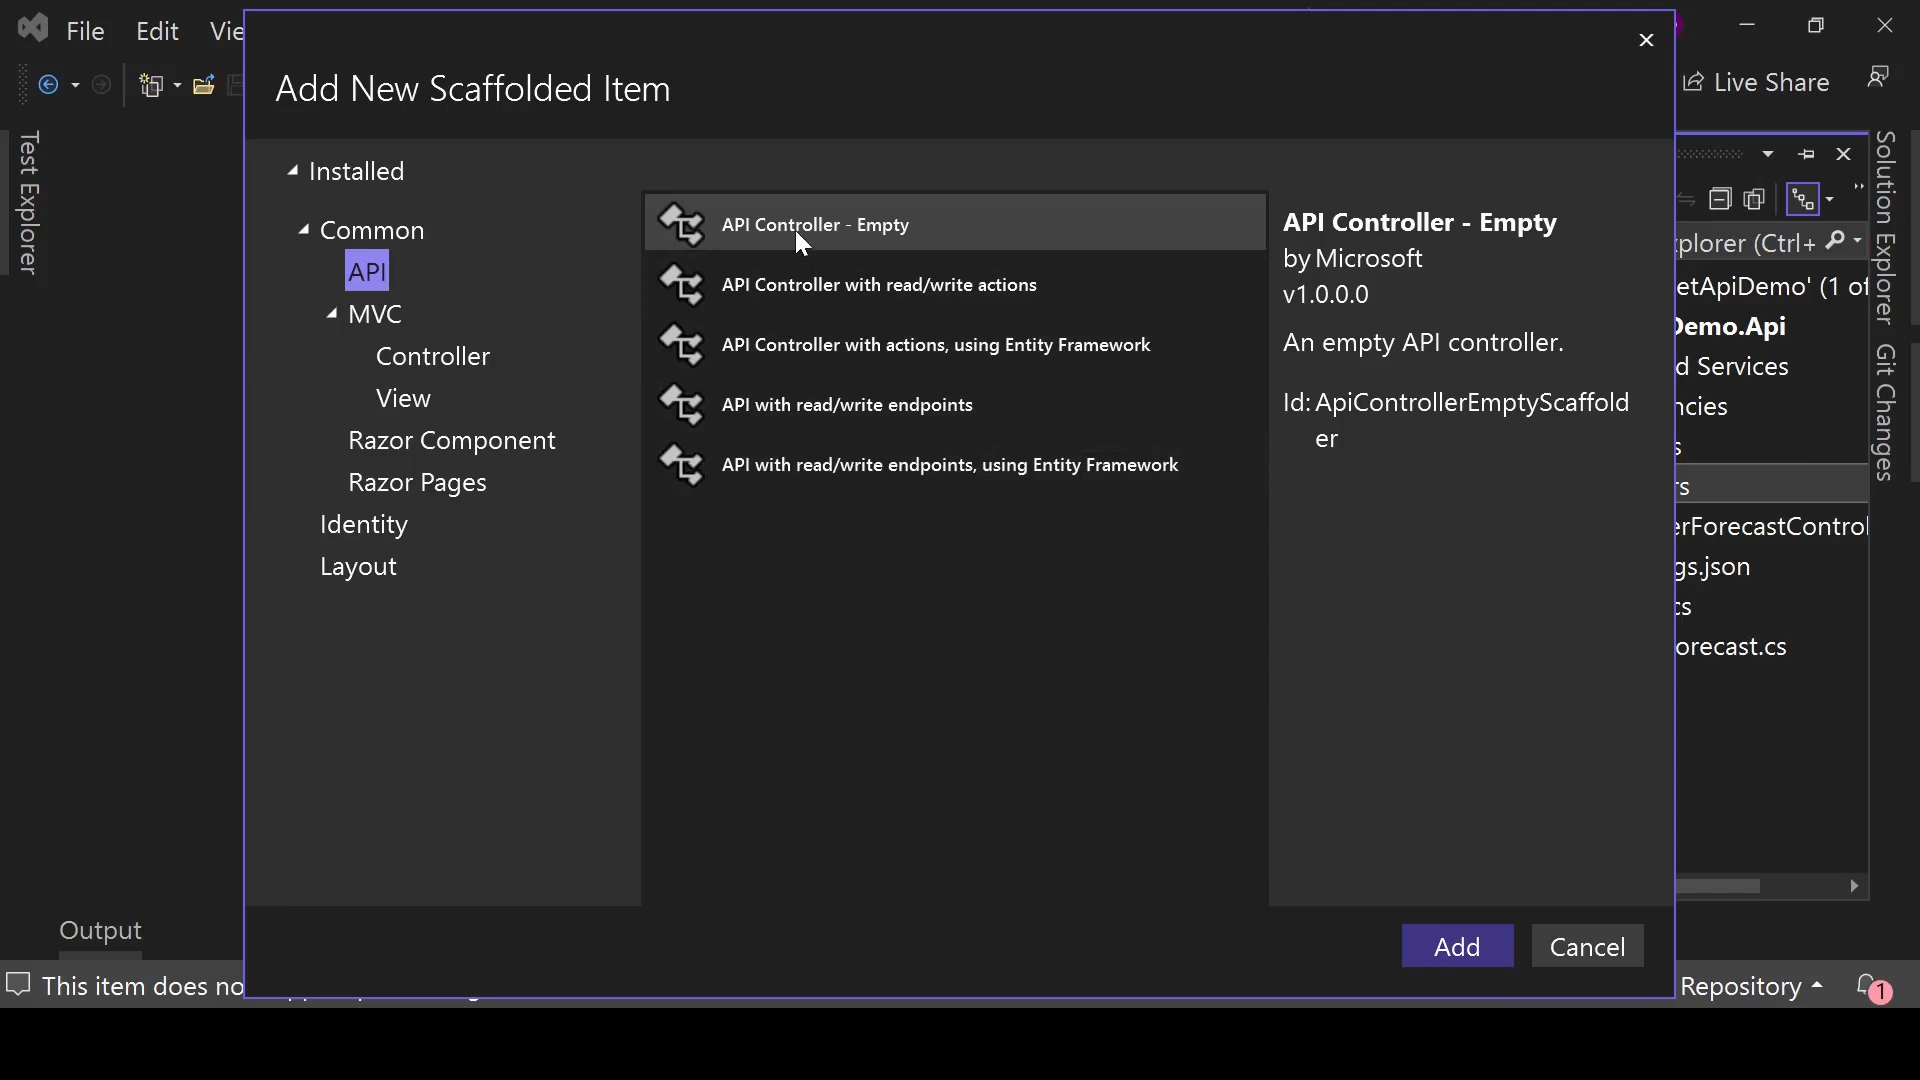 File Edit Vie
Live Share
Add New Scaffolded Item
Test Explorer
Installed
Common
API
MVC
Controller
View
Razor Component
Razor Pages
Identity
Layout
API Controller - Empty
API Controller with read/write actions
API Controller with actions, using Entity Framework
API with read/write endpoints
API with read/write endpoints, using Entity Framework
API Controller - Empty
by Microsoft
v1.0.0.0
An empty API controller.
Id: ApiControllerEmptyScaffold
er
plorer (Ctrl+
etApiDemo' (1 of
Demo.Api
d Services
ncies
s
rs
erForecastControl
gs.json
cs
orecast.cs
Solution Explorer
Git Changes
Add Cancel
Output
This item does no
Repository
1